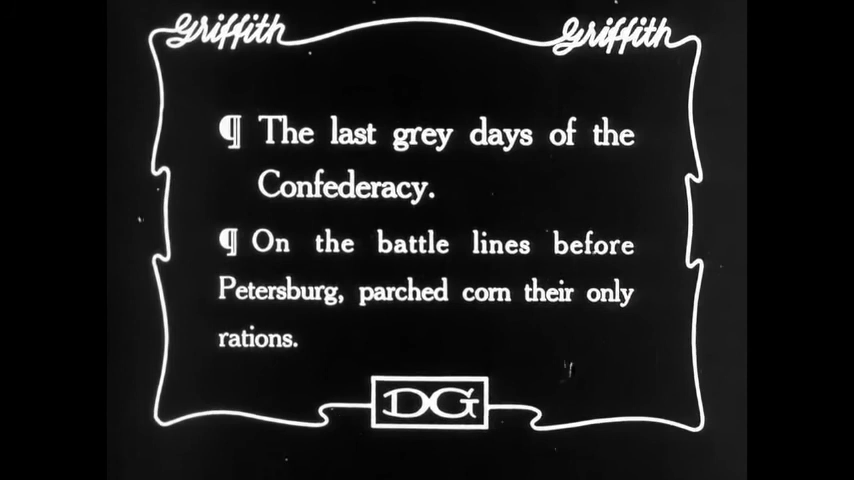 Griffith Griffith
¶ The last grey days of the
Confederacy.
¶ On the battle lines before
Petersburg, parched corn their only
rations.
DG